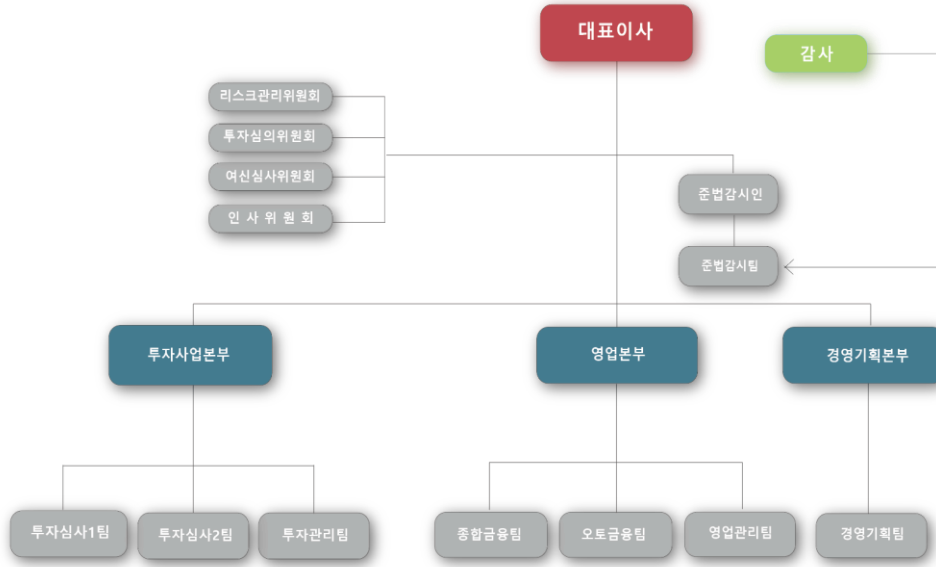 대표이사
감사
리스크관리위원회
투자심의위원회
여신심사위원회
인 사 위 원 회
준법감시인
준법감시팀
투자사업본부
영업본부
경영기획본부
투자심사1팀
투자심사2팀
투자관리팀
종합금융팀
오토금융팀
영업관리팀
경영기획팀